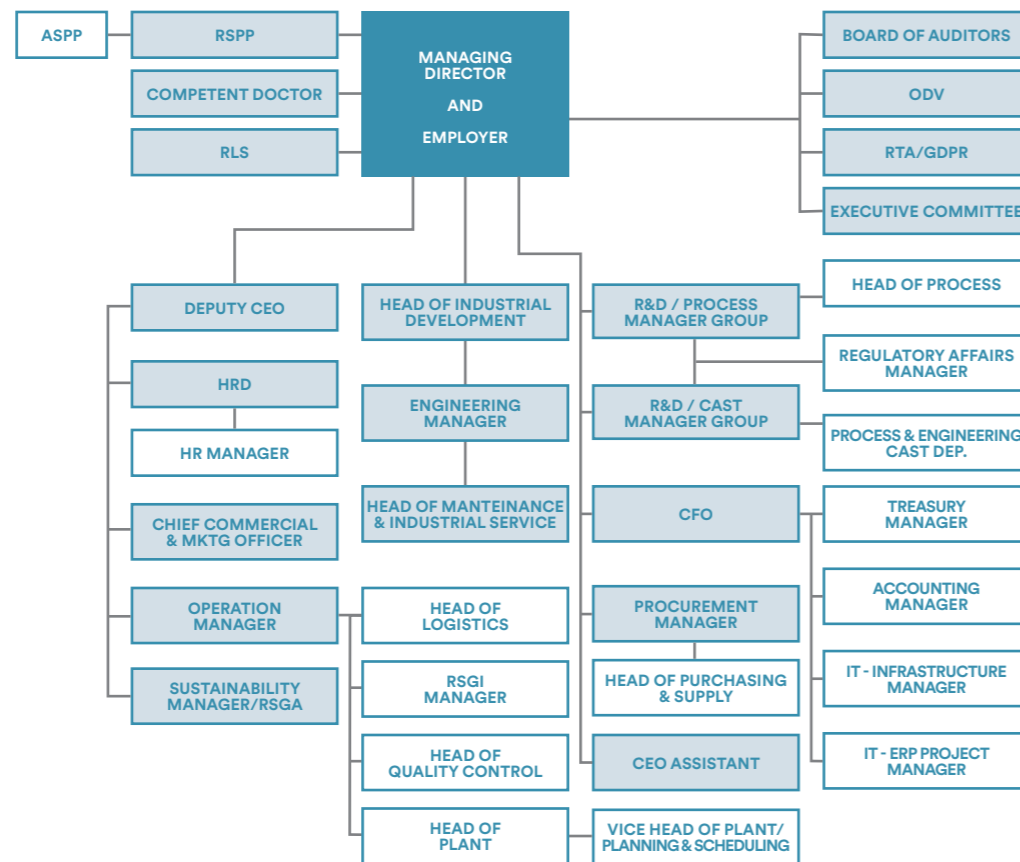 ASPP
RSPP
MANAGING
DIRECTOR
AND
EMPLOYER
BOARD OF AUDITORS
COMPETENT DOCTOR
ODV
RLS
RTA/GDPR
EXECUTIVE COMMITTEE
DEPUTY CEO
HEAD OF INDUSTRIAL
DEVELOPMENT
R&D / PROCESS
MANAGER GROUP
HEAD OF PROCESS
REGULATORY AFFAIRS
MANAGER
HRD
ENGINEERING
MANAGER
R&D / CAST
MANAGER GROUP
PROCESS & ENGINEERING
CAST DEP.
HR MANAGER
CHIEF COMMERCIAL
& MKTG OFFICER
HEAD OF MANTEINANCE
& INDUSTRIAL SERVICE
CFO
TREASURY
MANAGER
OPERATION
MANAGER
HEAD OF
LOGISTICS
PROCUREMENT
MANAGER
ACCOUNTING
MANAGER
SUSTAINABILITY
MANAGER/RSGA
RSGI
MANAGER
HEAD OF PURCHASING
& SUPPLY
IT - INFRASTRUCTURE
MANAGER
HEAD OF
QUALITY CONTROL
CEO ASSISTANT
IT - ERP PROJECT
MANAGER
HEAD OF
PLANT
VICE HEAD OF PLANT/
PLANNING & SCHEDULING